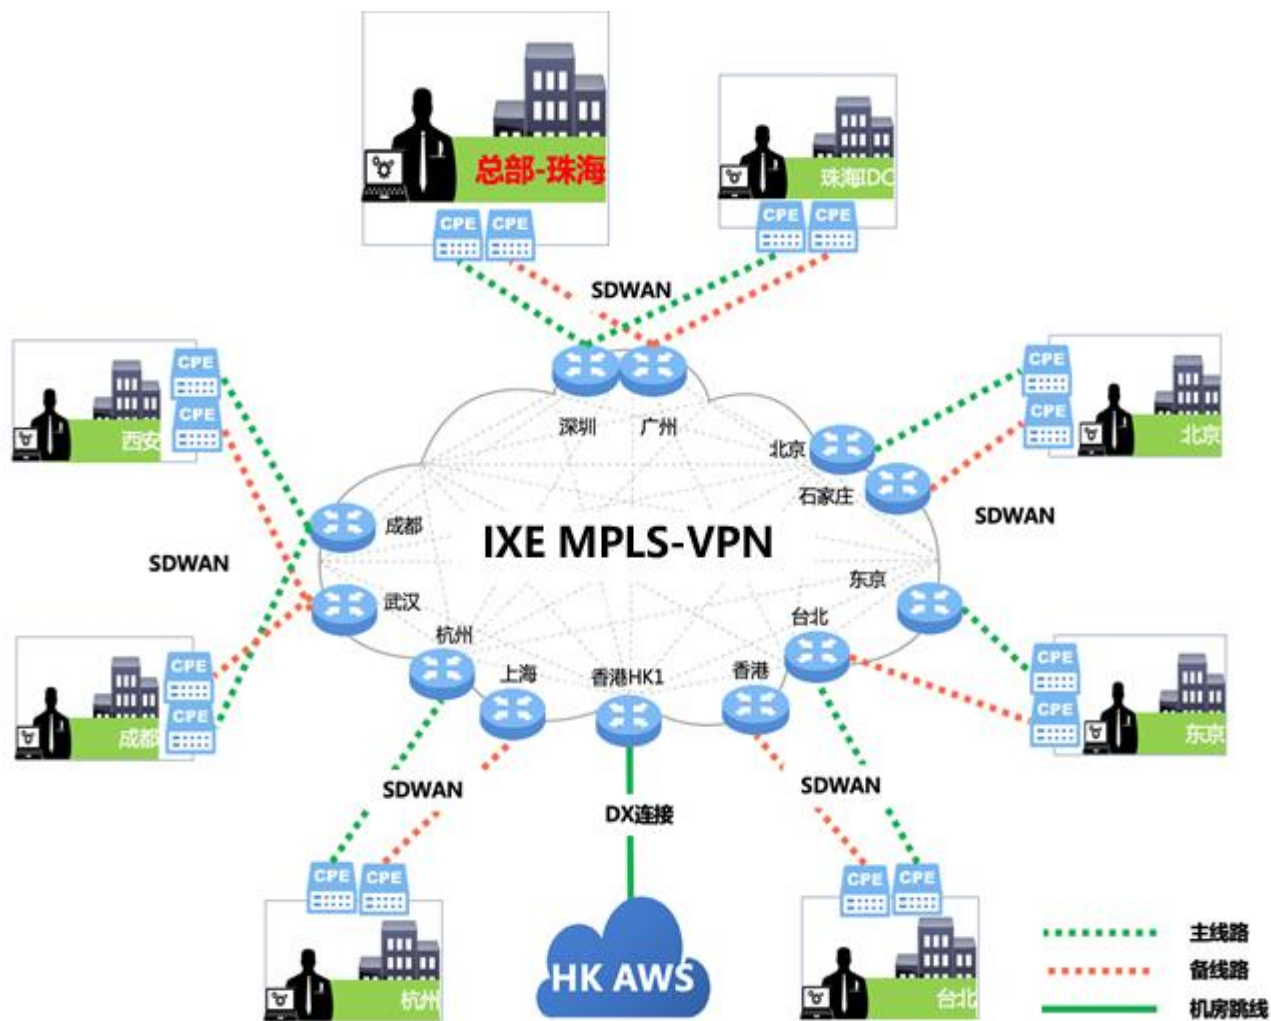 总部-珠海
珠海IDC
CPE CPE
CPE CPE
SDWAN
CPE
CPE
西安
CPE
CPE
北京
深圳
广州
北京
石家庄
SDWAN
成都
IXE MPLS-VPN
SDWAN
武汉
东京
杭州
台北
上海
香港HK1
香港
CPE
CPE
成都
CPE
CPE
东京
SDWAN
DX连接
SDWAN
CPE CPE
CPE CPE
杭州
HK AWS
台北
主线路
备线路
机房跳线